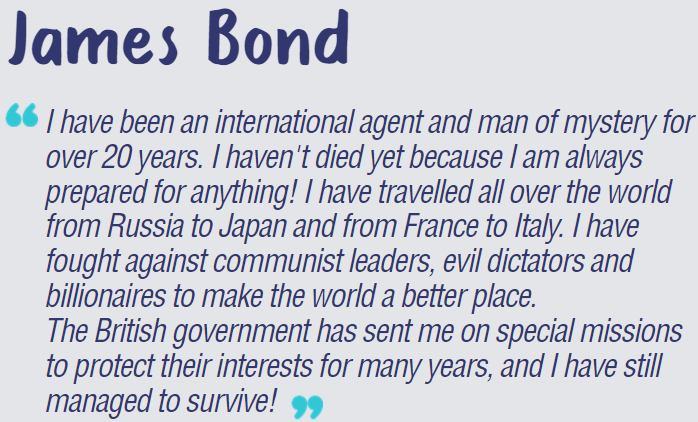 James Bond
“ I have been an international agent and man of mystery for
over 20 years. I haven't died yet because I am always
prepared for anything! I have travelled all over the world
from Russia to Japan and from France to Italy. I have
fought against communist leaders, evil dictators and
billionaires to make the world a better place.
The British government has sent me on special missions
to protect their interests for many years, and I have still
managed to survive! ”